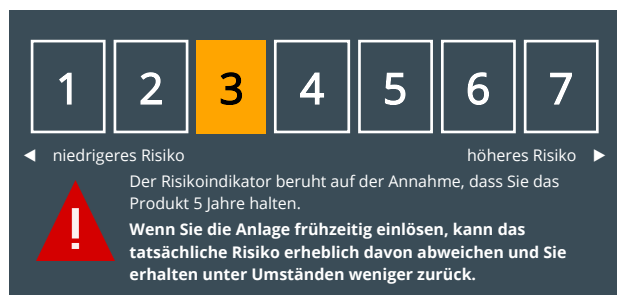 1 2 3 4 5 6 7
◀ niedrigeres Risiko höheres Risiko ▶
Der Risikoindikator beruht auf der Annahme, dass Sie das
Produkt 5 Jahre halten.
!
Wenn Sie die Anlage frühzeitig einlösen, kann das
tatsächliche Risiko erheblich davon abweichen und Sie
erhalten unter Umständen weniger zurück.